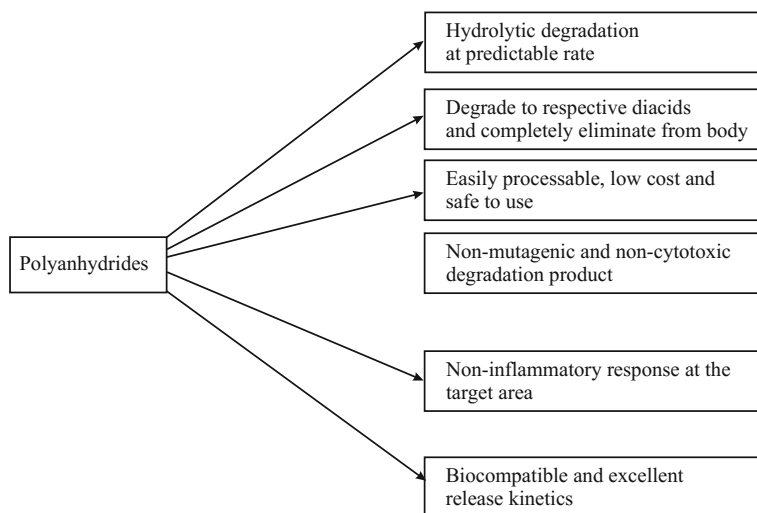 Hydrolytic degradation
at predictable rate
Degrade to respective diacids
and completely eliminate from body
Easily processable, low cost and
safe to use
Polyanhydrides
Non-mutagenic and non-cytotoxic
degradation product
Non-inflammatory response at the
target area
Biocompatible and excellent
release kinetics